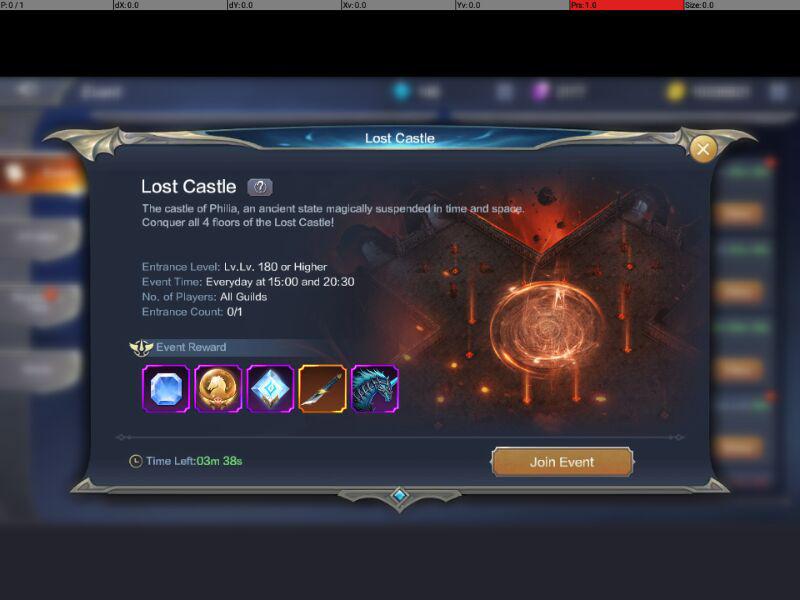 P: 0 / 1 dX: 0.0 dY: 0.0 Xv: 0.0 Yv: 0.0 Prs: 1.0 Size: 0.0
Event
Lost Castle
Lost Castle
The castle of Philia, an ancient state magically suspended in time and space.
Conquer all 4 floors of the Lost Castle!
Entrance Level: Lv.Lv. 180 or Higher
Event Time: Everyday at 15:00 and 20:30
No. of Players: All Guilds
Entrance Count: 0/1
Event Reward
Time Left:03m 38s
Join Event